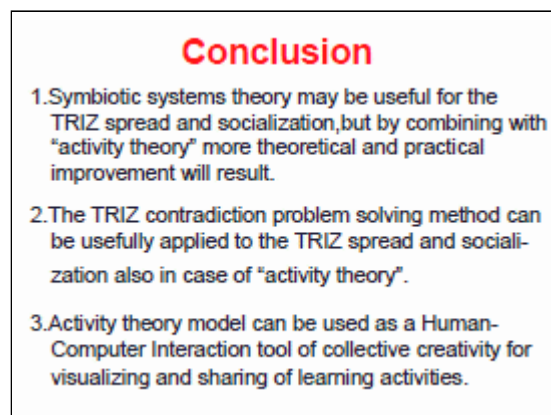 Conclusion
1.Symbiotic systems theory may be useful for the
TRIZ spread and socialization,but by combining with
“activity theory” more theoretical and practical
improvement will result.
2.The TRIZ contradiction problem solving method can
be usefully applied to the TRIZ spread and sociali-
zation also in case of “activity theory”.
3.Activity theory model can be used as a Human-
Computer Interaction tool of collective creativity for
visualizing and sharing of learning activities.